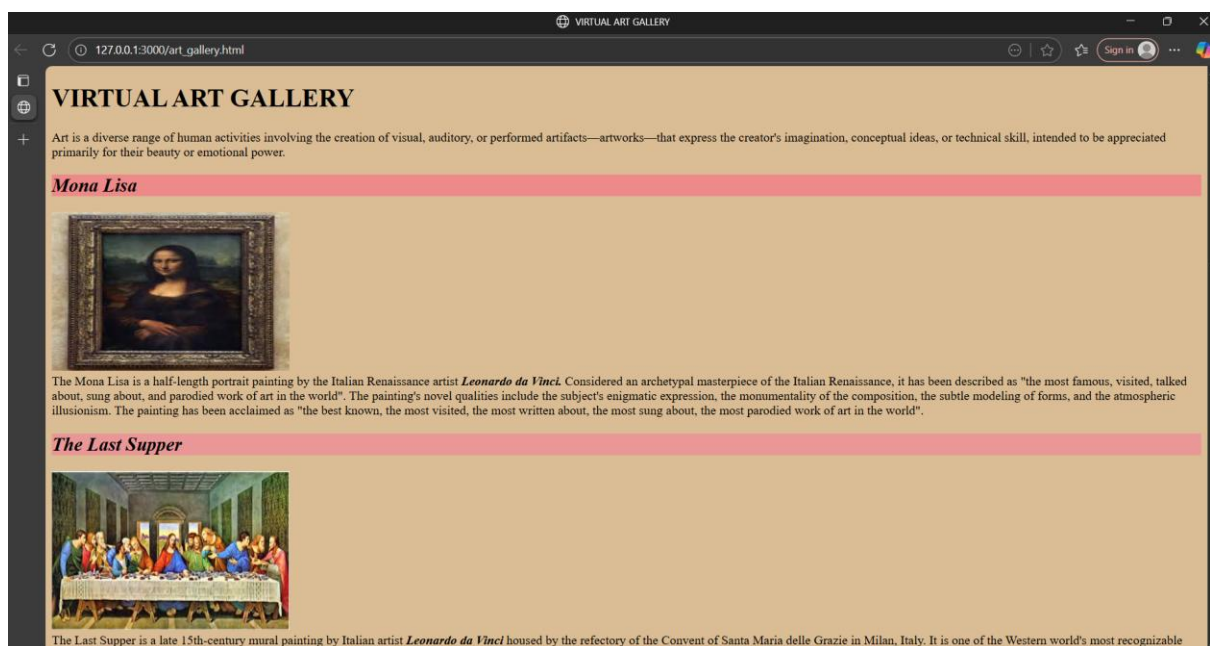 VIRTUAL ART GALLERY
127.0.0.1:3000/art_gallery.html
Sign in
VIRTUAL ART GALLERY
Art is a diverse range of human activities involving the creation of visual, auditory, or performed artifacts—artworks—that express the creator's imagination, conceptual ideas, or technical skill, intended to be appreciated
primarily for their beauty or emotional power.
Mona Lisa
The Mona Lisa is a half-length portrait painting by the Italian Renaissance artist Leonardo da Vinci. Considered an archetypal masterpiece of the Italian Renaissance, it has been described as "the most famous, visited, talked
about, sung about, and parodied work of art in the world". The painting's novel qualities include the subject's enigmatic expression, the monumentality of the composition, the subtle modeling of forms, and the atmospheric
illusionism. The painting has been acclaimed as "the best known, the most visited, the most written about, the most sung about, the most parodied work of art in the world".
The Last Supper
The Last Supper is a late 15th-century mural painting by Italian artist Leonardo da Vinci housed by the refectory of the Convent of Santa Maria delle Grazie in Milan, Italy. It is one of the Western world's most recognizable